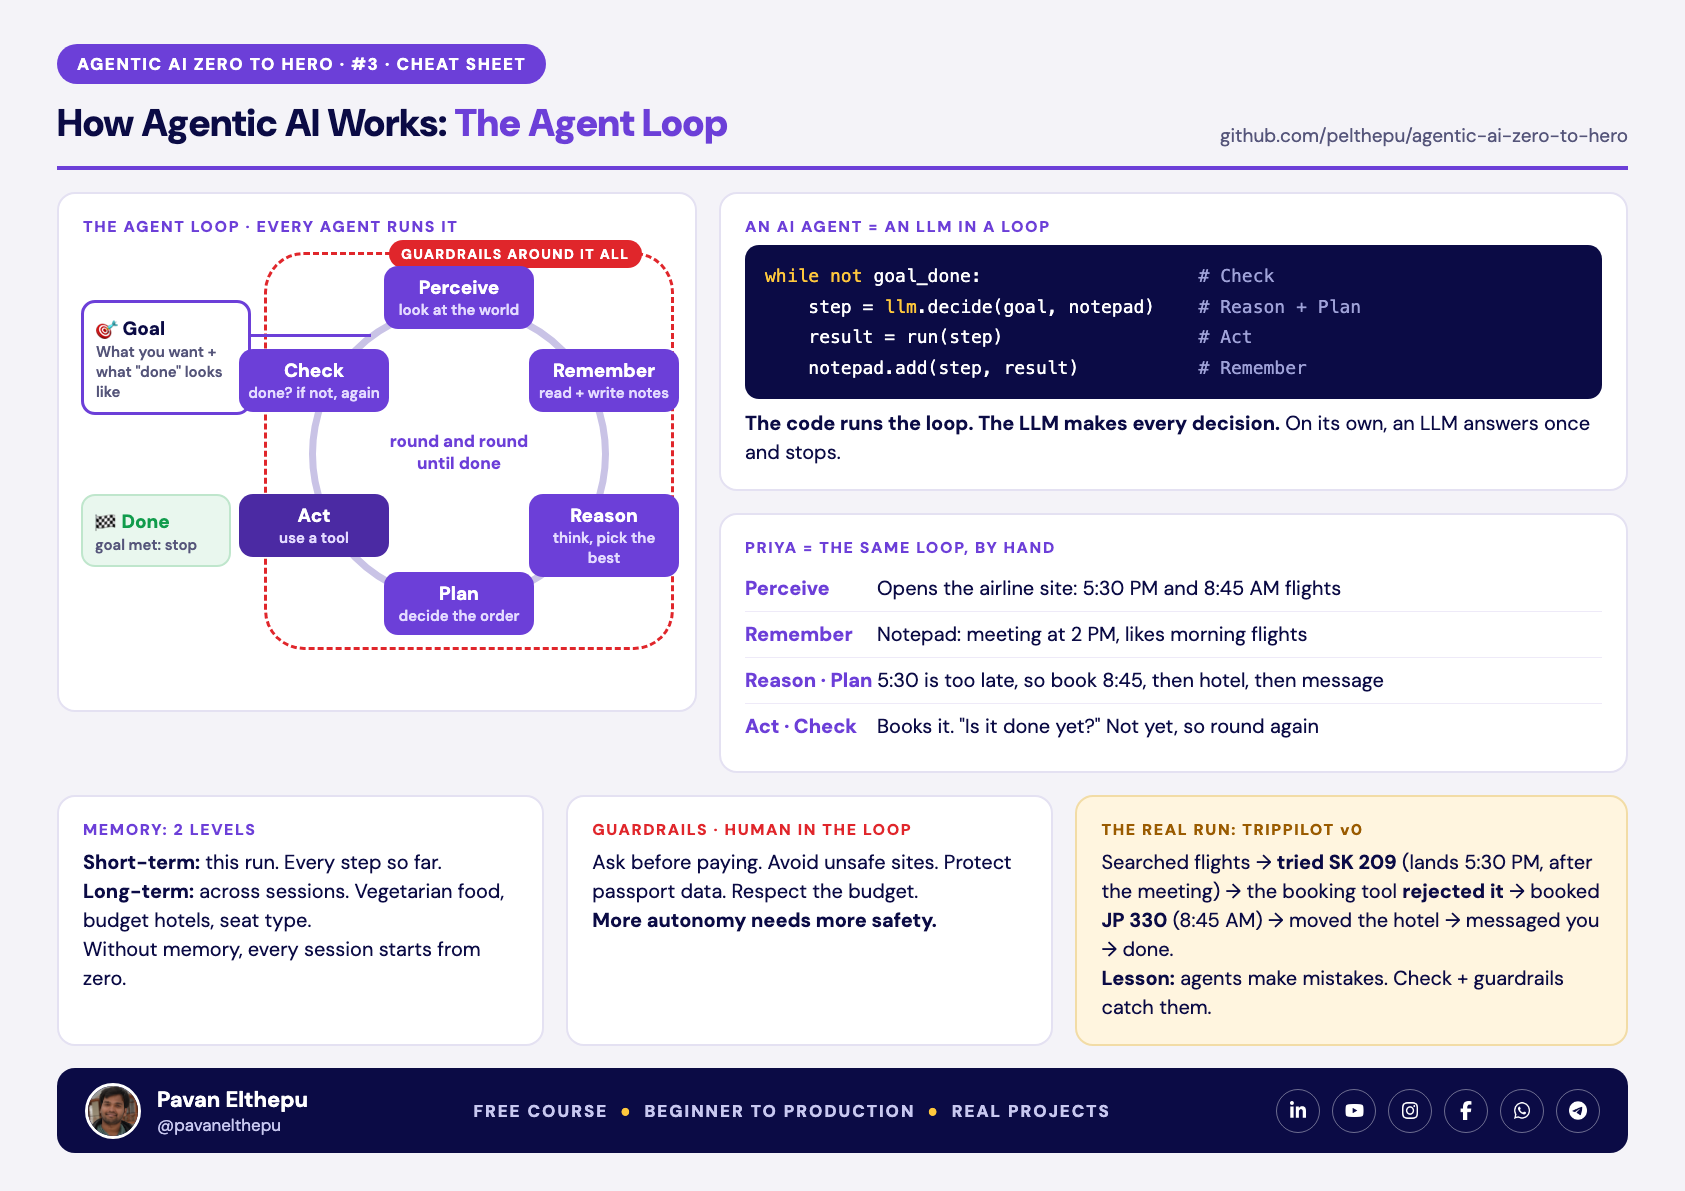 AGENTIC AI ZERO TO HERO · #3 · CHEAT SHEET
How Agentic AI Works: The Agent Loop
github.com/pelthepu/agentic-ai-zero-to-hero
THE AGENT LOOP · EVERY AGENT RUNS IT
GUARDRAILS AROUND IT ALL
Perceive
look at the world
🎯 Goal
What you want +
what "done" looks
like
Check
done? if not, again
Remember
read + write notes
round and round
until done
🏁 Done
goal met: stop
Act
use a tool
Reason
think, pick the
best
Plan
decide the order
AN AI AGENT = AN LLM IN A LOOP
while not goal_done: # Check
step = llm.decide(goal, notepad) # Reason + Plan
result = run(step) # Act
notepad.add(step, result) # Remember
The code runs the loop. The LLM makes every decision. On its own, an LLM answers once
and stops.
PRIYA = THE SAME LOOP, BY HAND
Perceive Opens the airline site: 5:30 PM and 8:45 AM flights
Remember Notepad: meeting at 2 PM, likes morning flights
Reason · Plan 5:30 is too late, so book 8:45, then hotel, then message
Act · Check Books it. "Is it done yet?" Not yet, so round again
MEMORY: 2 LEVELS
Short-term: this run. Every step so far.
Long-term: across sessions. Vegetarian food,
budget hotels, seat type.
Without memory, every session starts from
zero.
GUARDRAILS · HUMAN IN THE LOOP
Ask before paying. Avoid unsafe sites. Protect
passport data. Respect the budget.
More autonomy needs more safety.
THE REAL RUN: TRIPPILOT v0
Searched flights → tried SK 209 (lands 5:30 PM, after
the meeting) → the booking tool rejected it → booked
JP 330 (8:45 AM) → moved the hotel → messaged you
→ done.
Lesson: agents make mistakes. Check + guardrails
catch them.
Pavan Elthepu
@pavanelthepu
FREE COURSE • BEGINNER TO PRODUCTION • REAL PROJECTS